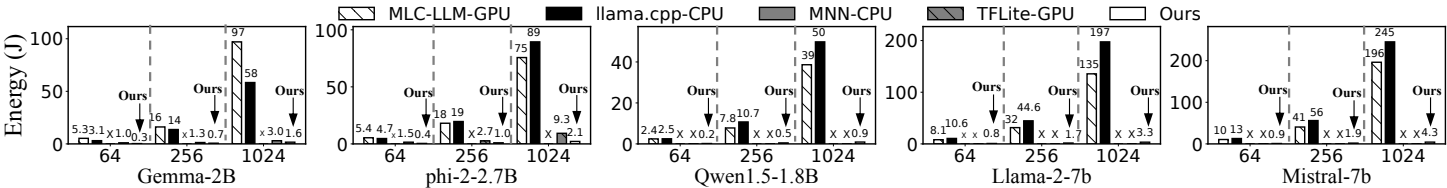 MLC-LLM-GPU llama.cpp-CPU MNN-CPU TFLite-GPU Ours
Energy (J)
100
50
0
5.3 3.1 x 1.0 0.3
16 14 x 1.3 0.7
97 58 x 3.0 1.6
Ours Ours Ours
64 256 1024
Gemma-2B
100
50
0
5.4 4.7 x 1.5 0.4
18 19 x 2.7 1.0
75 89 x 9.3 2.1
Ours Ours Ours
64 256 1024
phi-2-2.7B
40
20
0
2.4 2.5 x x 0.2
7.8 10.7 x x 0.5
39 50 x x 0.9
Ours Ours Ours
64 256 1024
Qwen1.5-1.8B
200
100
0
8.1 10.6 x x 0.8
32 44.6 x x 1.7
135 197 x x 3.3
Ours Ours Ours
64 256 1024
Llama-2-7b
200
100
0
10 13 x x 0.9
41 56 x x 1.9
196 245 x x 4.3
Ours Ours Ours
64 256 1024
Mistral-7b